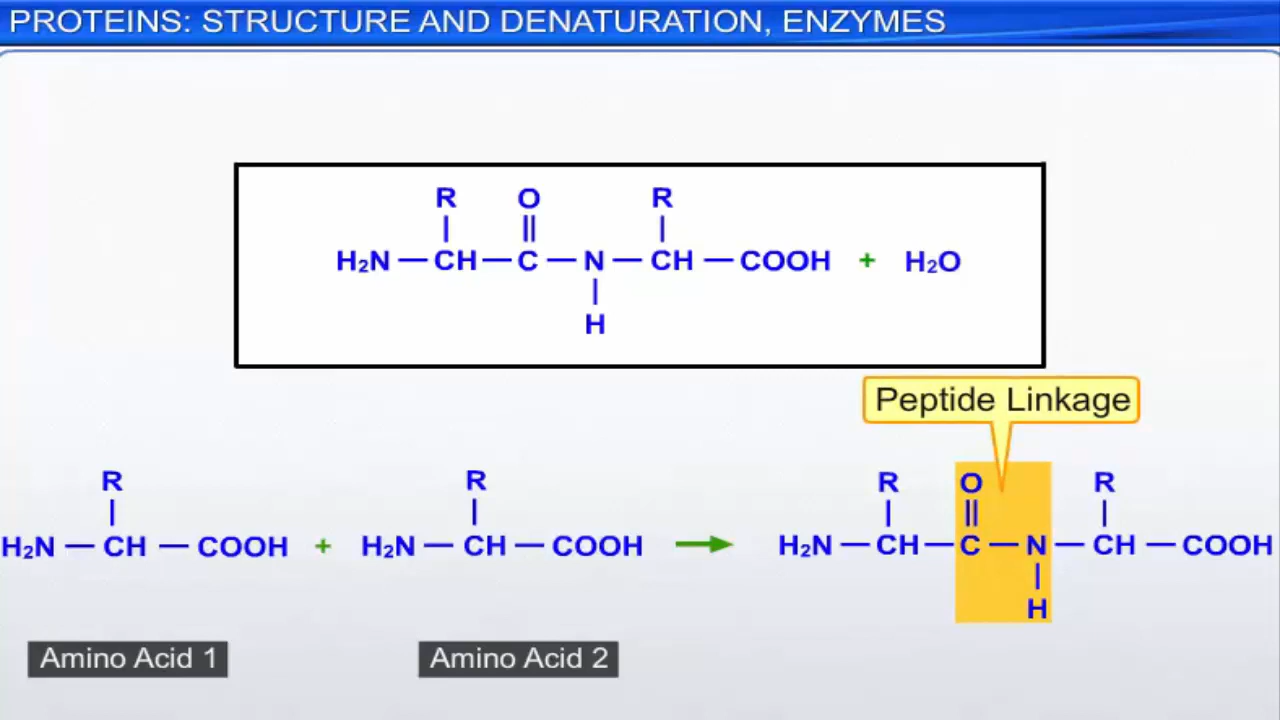 PROTEINS: STRUCTURE AND DENATURATION, ENZYMES
R O R
H₂N — CH — C — N — CH — COOH + H₂O
H
Peptide Linkage
R R R O R
H₂N — CH — COOH + H₂N — CH — COOH → H₂N — CH — C — N — CH — COOH
H
Amino Acid 1 Amino Acid 2